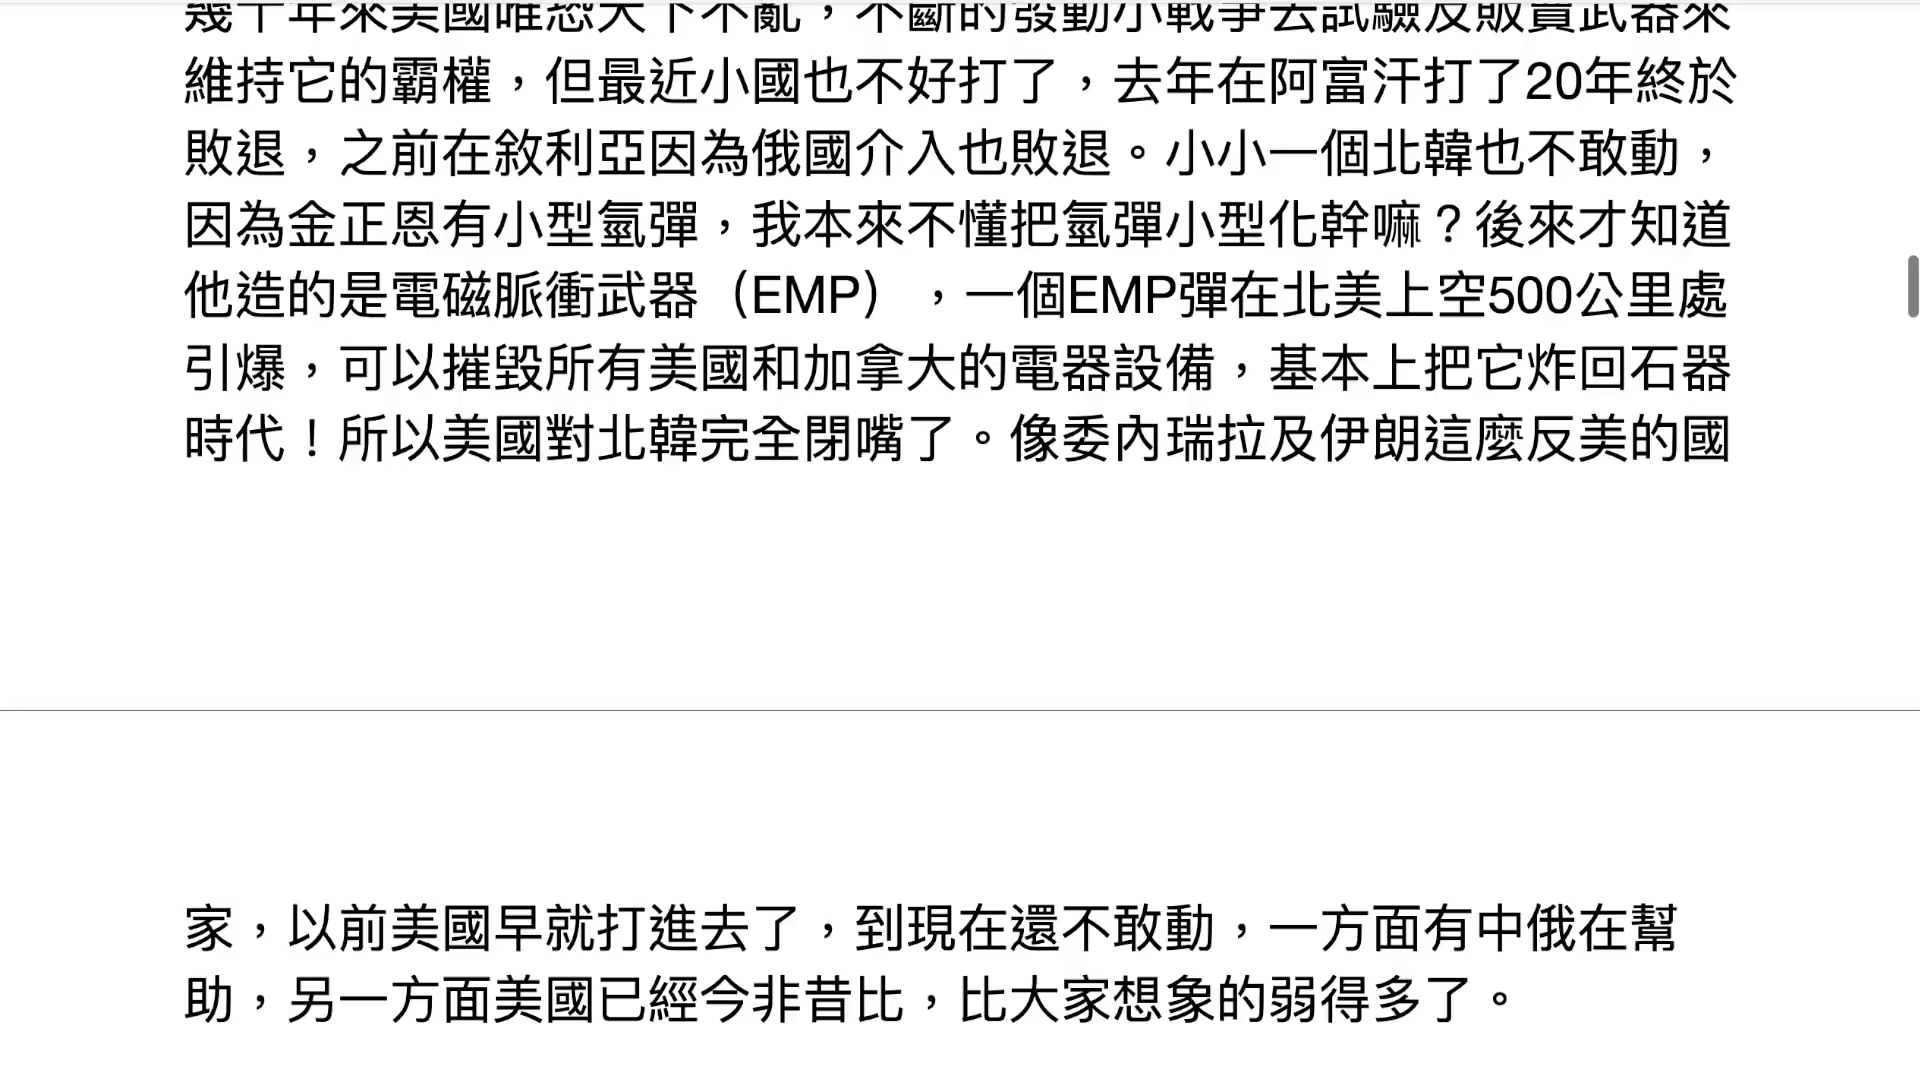 幾十年來美國唯恐天下不亂，不斷的發動小戰爭去試驗及販賣武器來
維持它的霸權，但最近小國也不好打了，去年在阿富汗打了20年終於
敗退，之前在敘利亞因為俄國介入也敗退。小小一個北韓也不敢動，
因為金正恩有小型氫彈，我本來不懂把氫彈小型化幹嘛？後來才知道
他造的是電磁脈衝武器（EMP），一個EMP彈在北美上空500公里處
引爆，可以摧毀所有美國和加拿大的電器設備，基本上把它炸回石器
時代！所以美國對北韓完全閉嘴了。像委內瑞拉及伊朗這麼反美的國
家，以前美國早就打進去了，到現在還不敢動，一方面有中俄在幫
助，另一方面美國已經今非昔比，比大家想象的弱得多了。